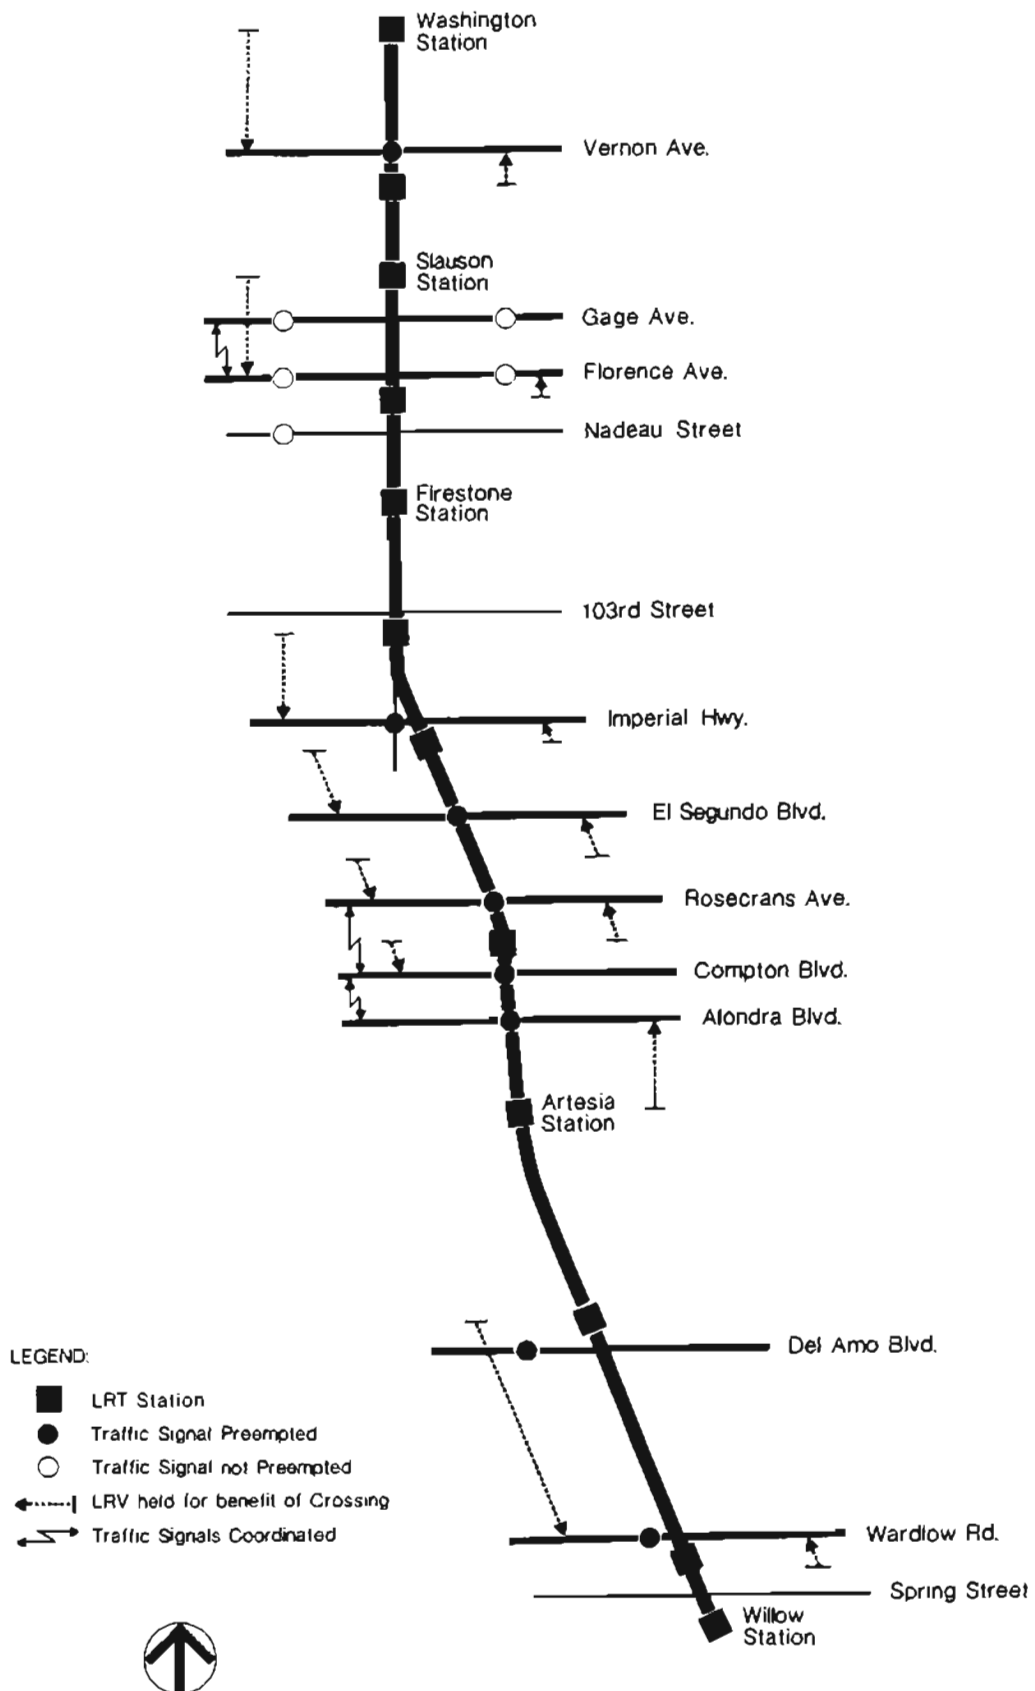 Washington
Station
Vernon Ave.
Slauson
Station
Gage Ave.
Florence Ave.
Nadeau Street
Firestone
Station
103rd Street
Imperial Hwy.
El Segundo Blvd.
Rosecrans Ave.
Compton Blvd.
Alondra Blvd.
Artesia
Station
Del Amo Blvd.
LEGEND:
LRT Station
Traffic Signal Preempted
Traffic Signal not Preempted
LRV held for benefit of Crossing
Traffic Signals Coordinated
Wardlow Rd.
Spring Street
Willow
Station